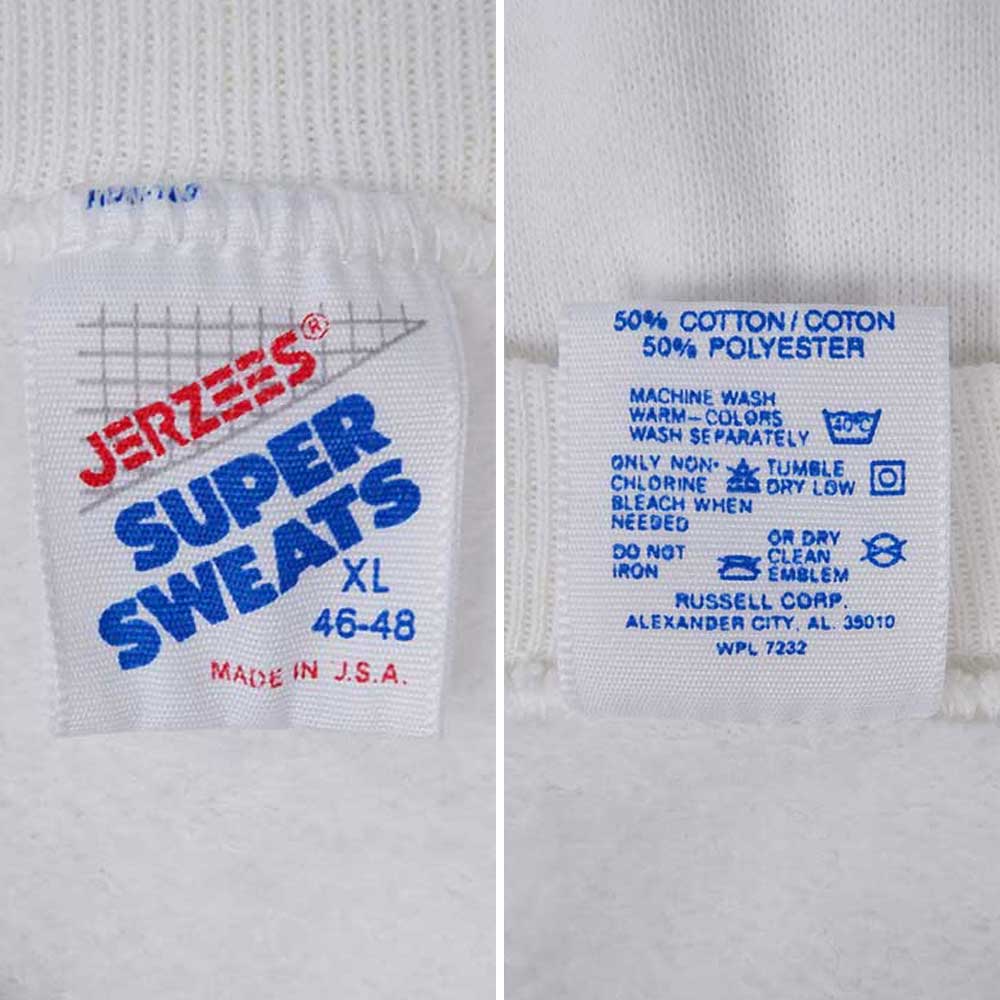 JERZEES®
SUPER
SWEATS
XL
46-48
MADE IN U.S.A.
50% COTTON / COTON
50% POLYESTER
MACHINE WASH
WARM-COLORS
WASH SEPARATELY
40°C
ONLY NON-
CHLORINE
BLEACH WHEN
NEEDED
TUMBLE
DRY LOW
DO NOT
IRON
OR DRY
CLEAN
EMBLEM
RUSSELL CORP.
ALEXANDER CITY, AL. 35010
WPL 7232